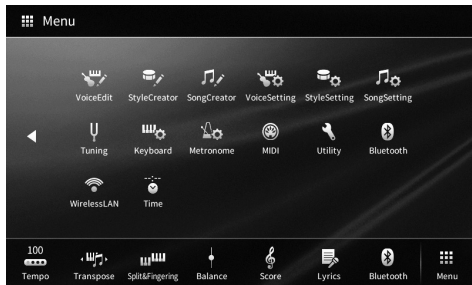 Menu
VoiceEdit StyleCreator SongCreator VoiceSetting StyleSetting SongSetting
Tuning Keyboard Metronome MIDI Utility Bluetooth
--:--
WirelessLAN Time
100
Tempo Transpose Split&Fingering Balance Score Lyrics Bluetooth Menu